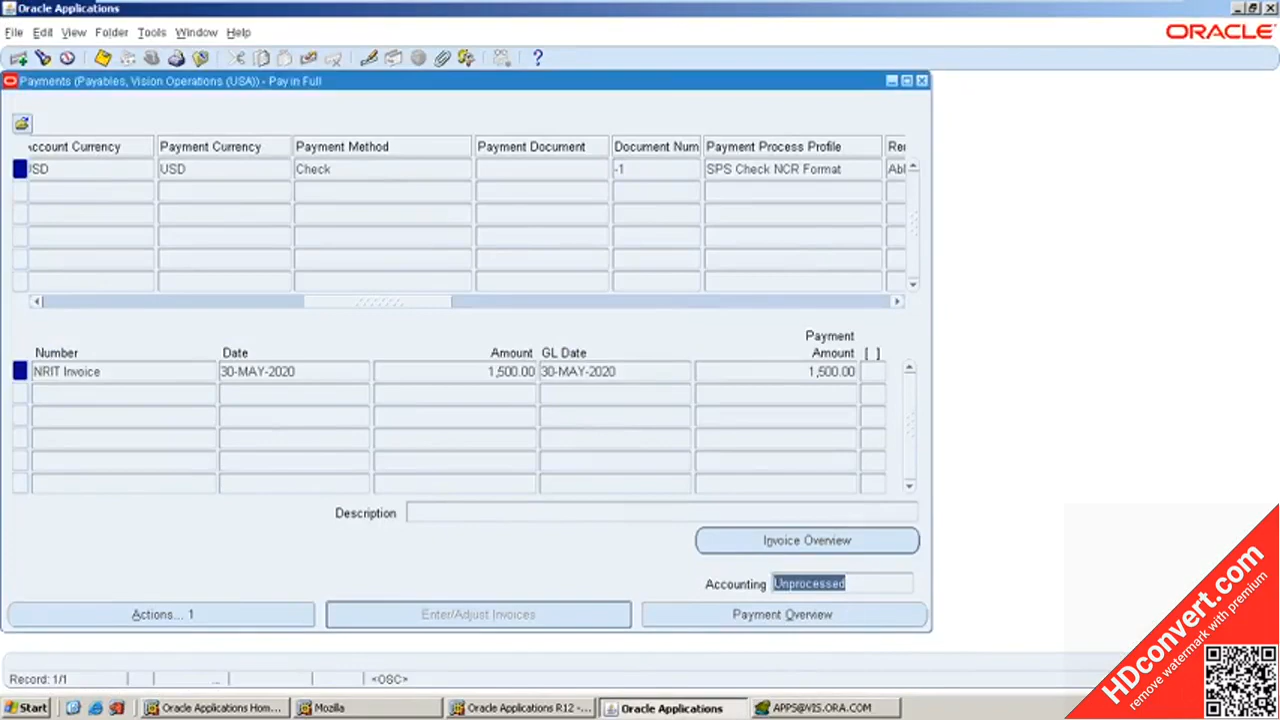 Oracle Applications
File Edit View Folder Tools Window Help
ORACLE
Payments (Payables, Vision Operations (USA)) - Pay in Full
Account Currency Payment Currency Payment Method Payment Document Document Num Payment Process Profile
USD USD Check -1 SPS Check NCR Format
Payment
Number Date Amount GL Date Amount [ ]
NRIT Invoice 30-MAY-2020 1,500.00 30-MAY-2020 1,500.00
Description
Invoice Overview
Accounting Unprocessed
Actions... 1 Enter/Adjust Invoices Payment Overview
Record: 1/1 ... <OSC>
Start Oracle Applications Hom... Mozilla Oracle Applications R12 -... Oracle Applications APPS@VIS.ORA.COM
HDconvert.com
remove watermark with premium